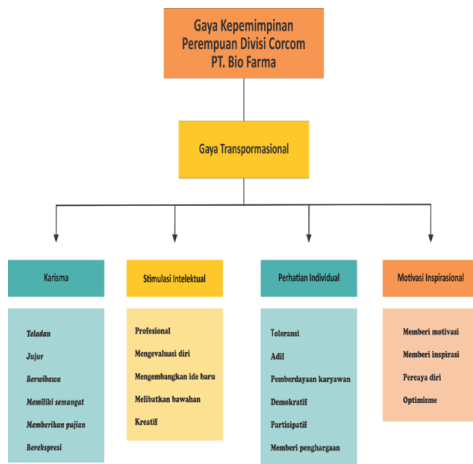 Gaya Kepemimpinan
Perempuan Divisi Corcom
PT. Bio Farma
Gaya Transpormasional
Karisma
Teladan
Jujur
Berwibawa
Memiliki semangat
Memberikan pujian
Berekspresi
Stimulasi Intelektual
Profesional
Mengevaluasi diri
Mengembangkan ide baru
Melibatkan bawahan
Kreatif
Perhatian Individual
Toleransi
Adil
Pemberdayaan karyawan
Demokratif
Partisipatif
Memberi penghargaan
Motivasi Inspirasional
Memberi motivasi
Memberi inspirasi
Percaya diri
Optimisme